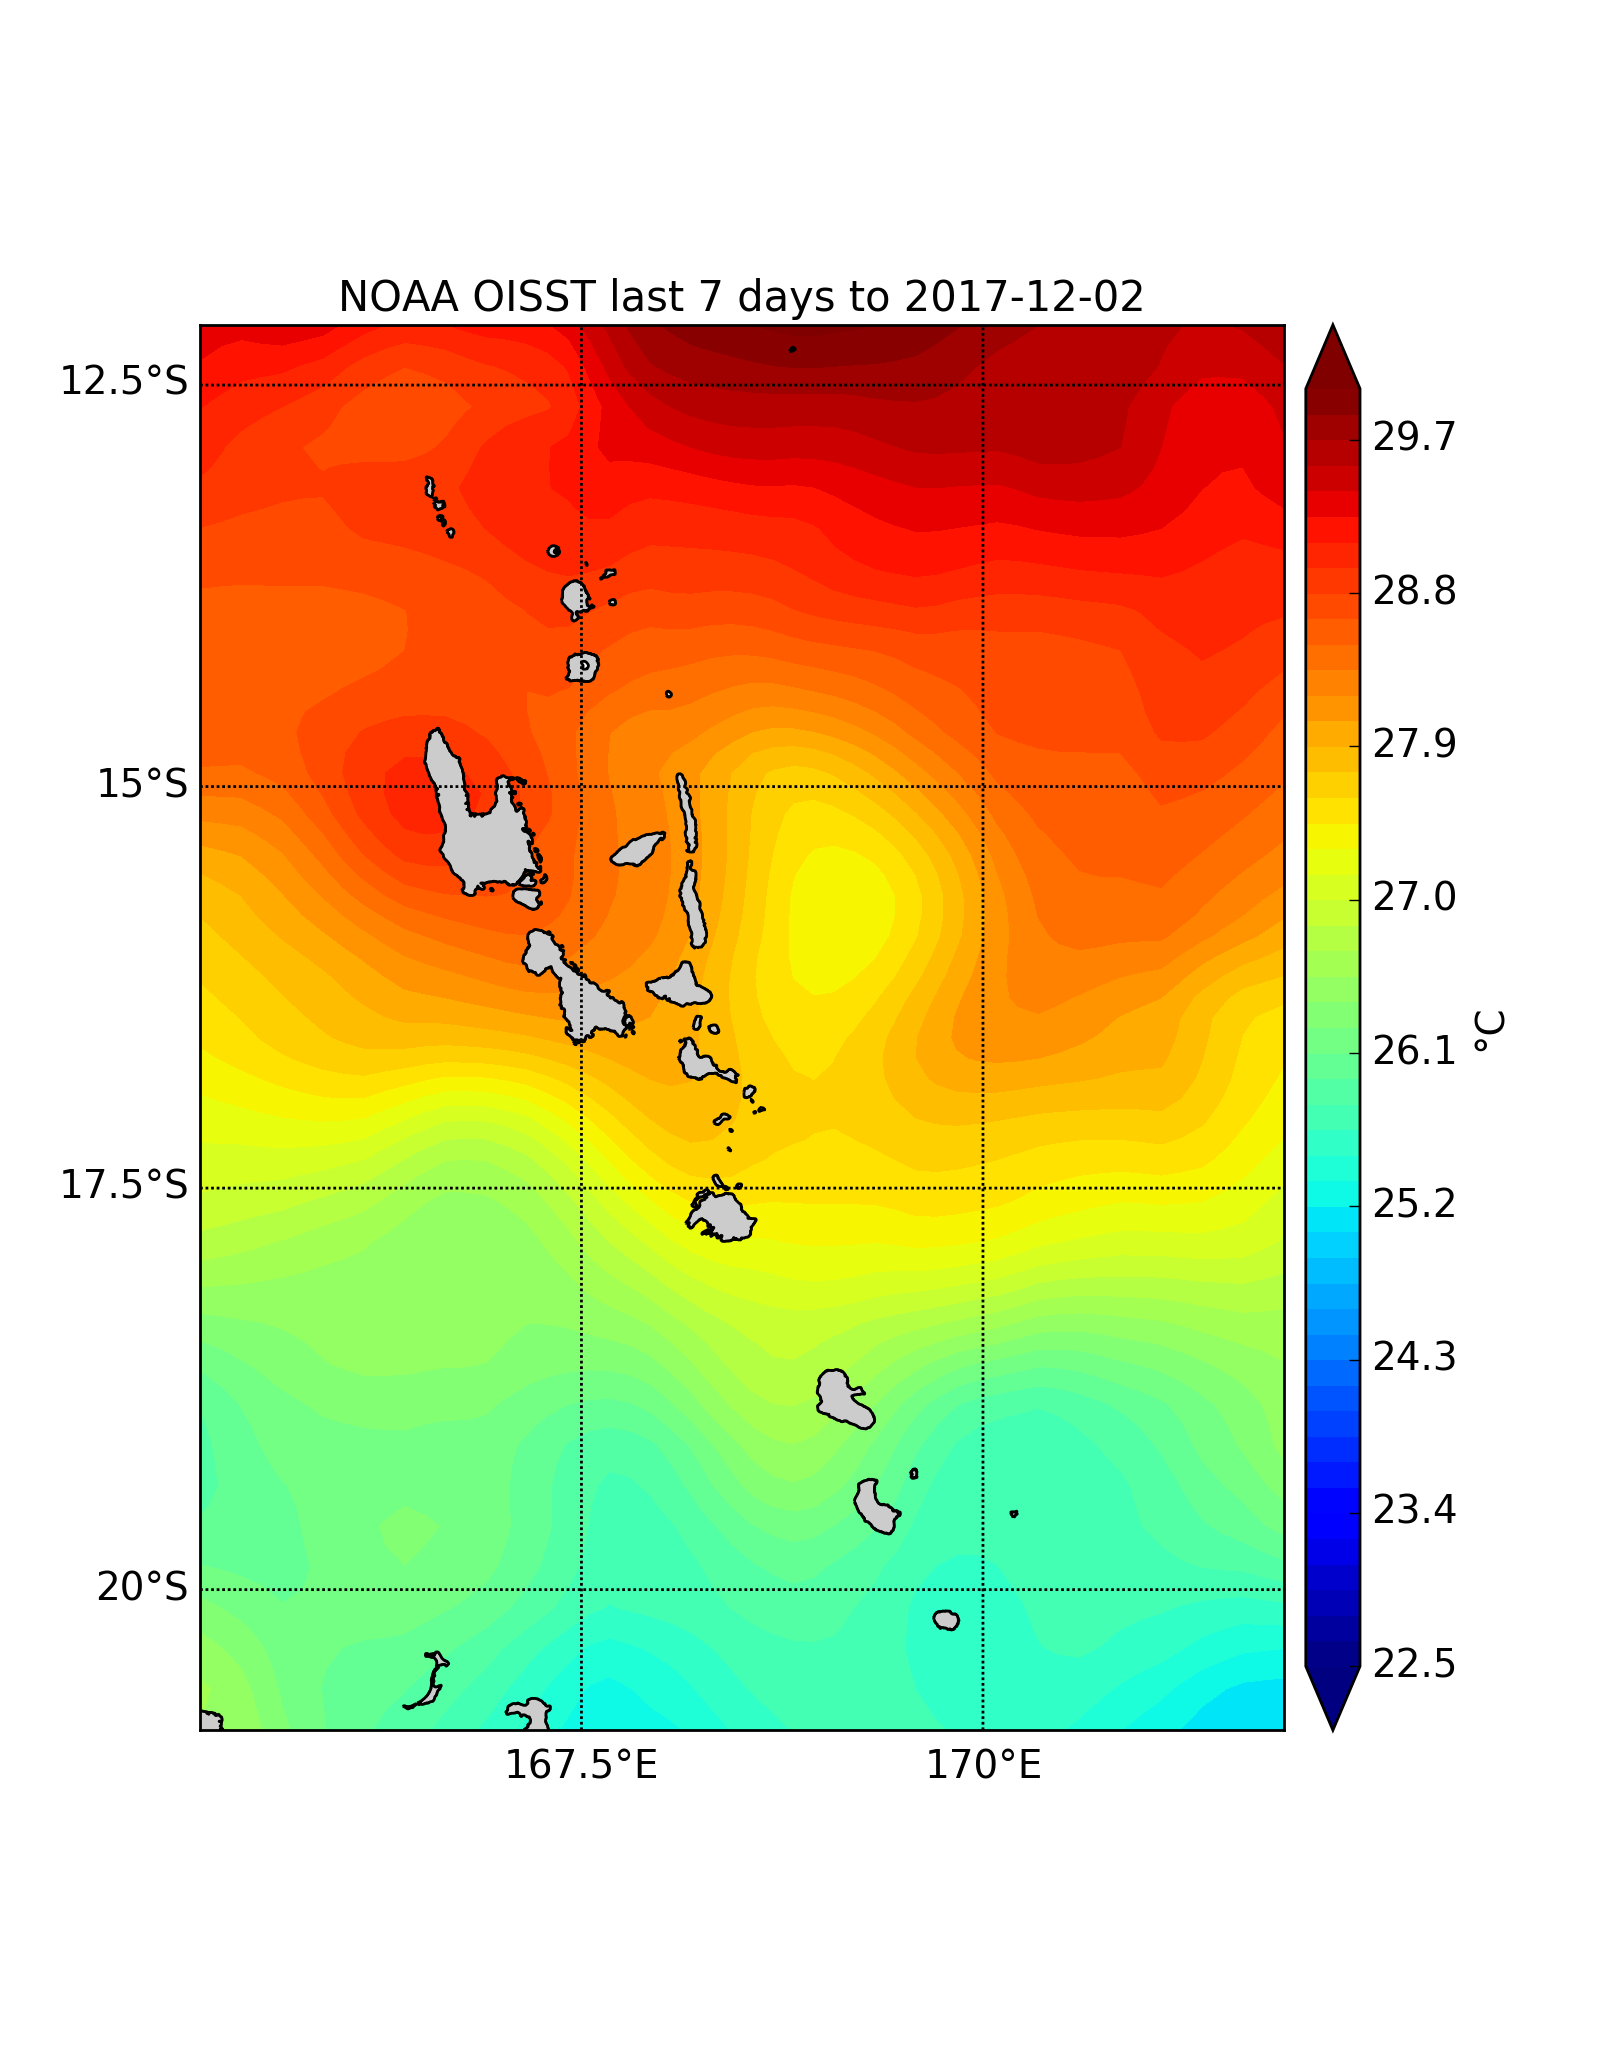 NOAA OISST last 7 days to 2017-12-02
12.5°S
15°S
17.5°S
20°S
167.5°E
170°E
29.7
28.8
27.9
27.0
26.1
25.2
24.3
23.4
22.5
°C